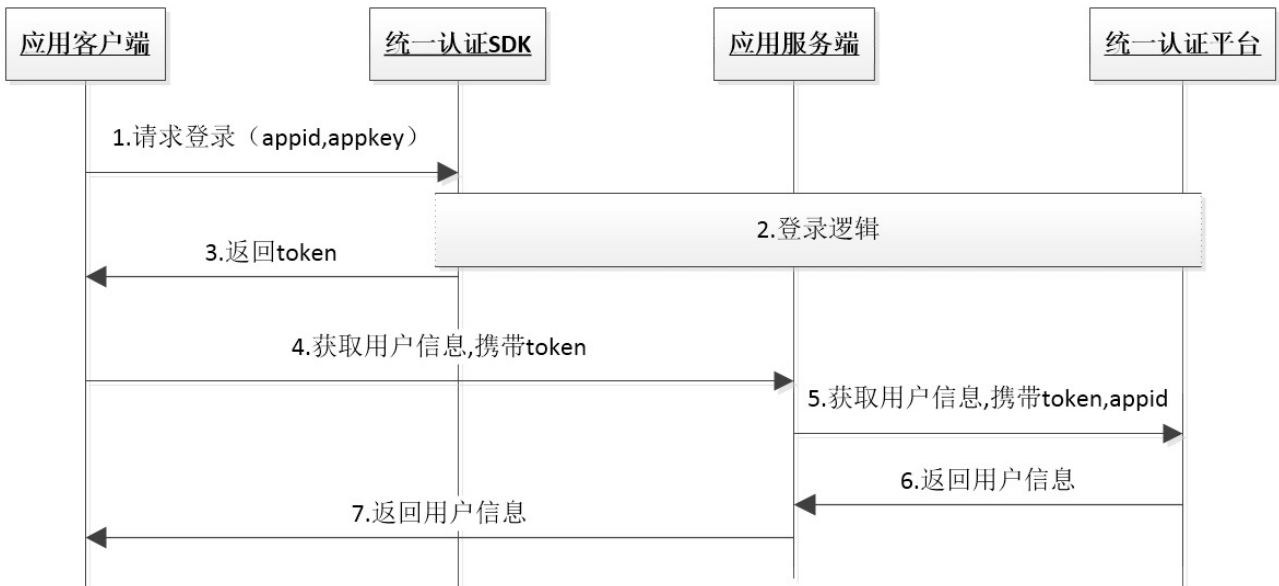 应用客户端
统一认证SDK
应用服务端
统一认证平台
1.请求登录（appid,appkey）
2.登录逻辑
3.返回token
4.获取用户信息,携带token
5.获取用户信息,携带token,appid
6.返回用户信息
7.返回用户信息